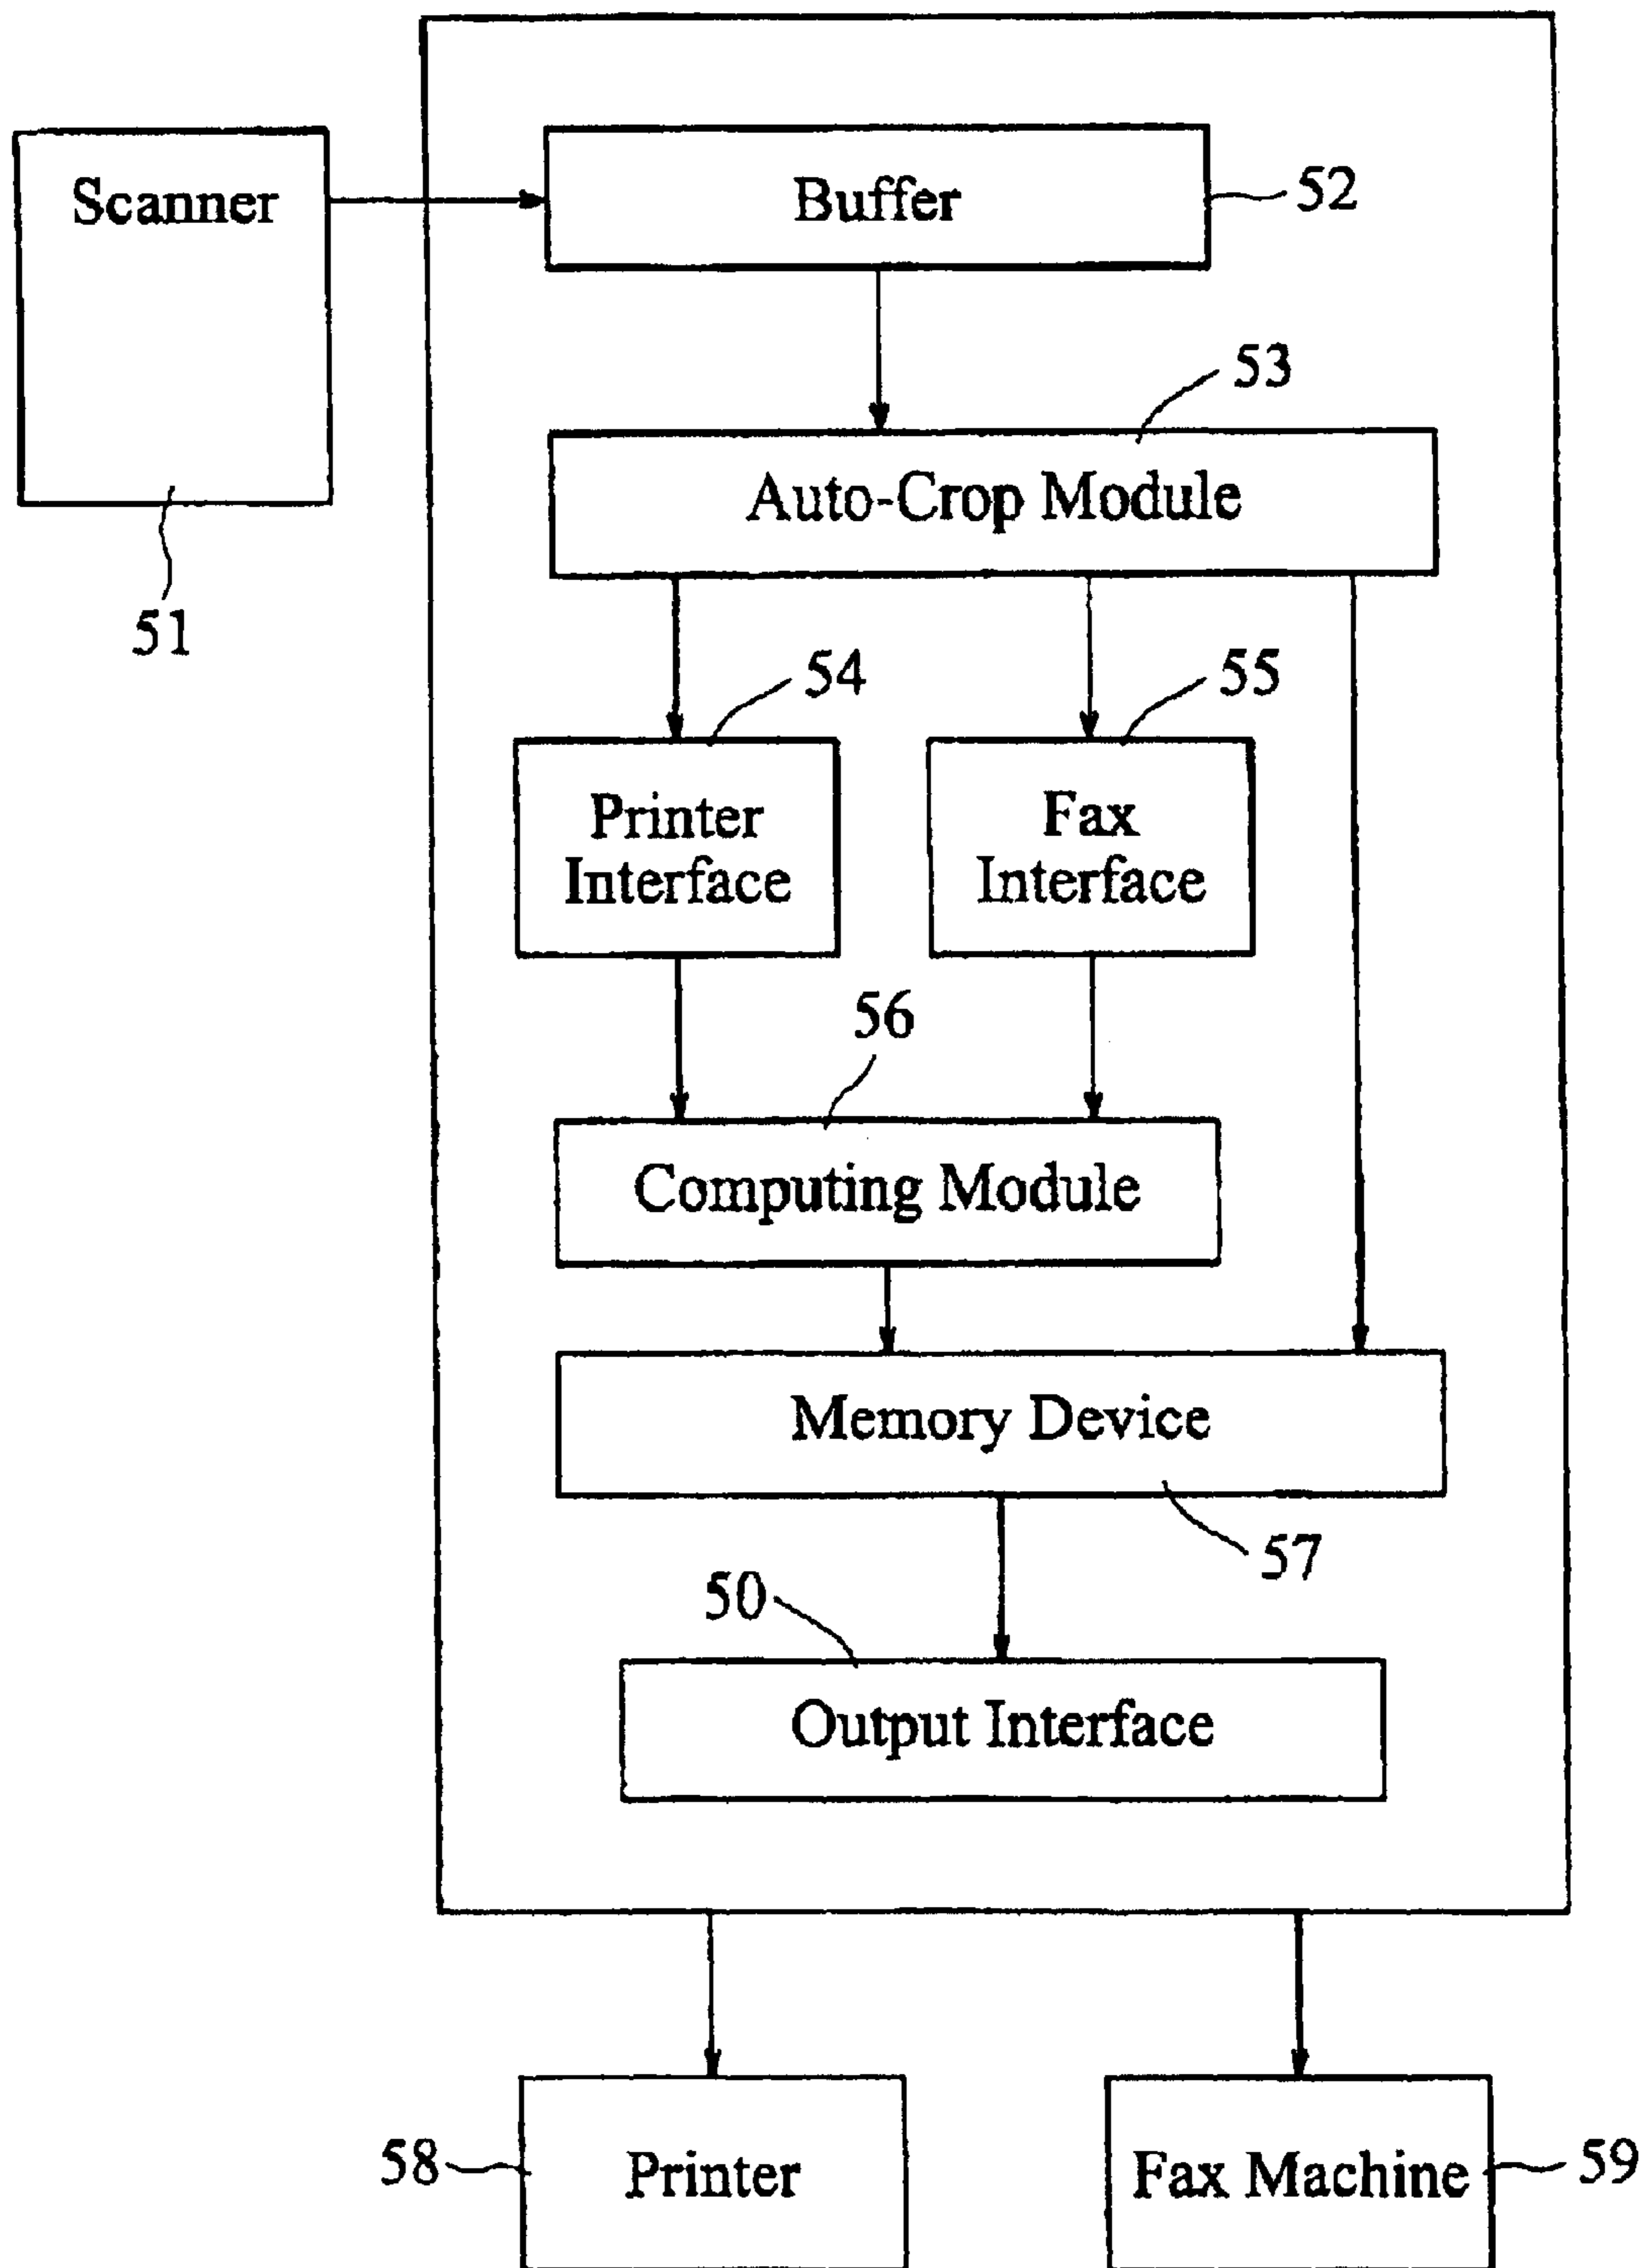 Scanner
Buffer
52
53
Auto-Crop Module
51
54
55
Printer
Interface
Fax
Interface
56
Computing Module
Memory Device
57
50
Output Interface
58
Printer
Fax Machine
59